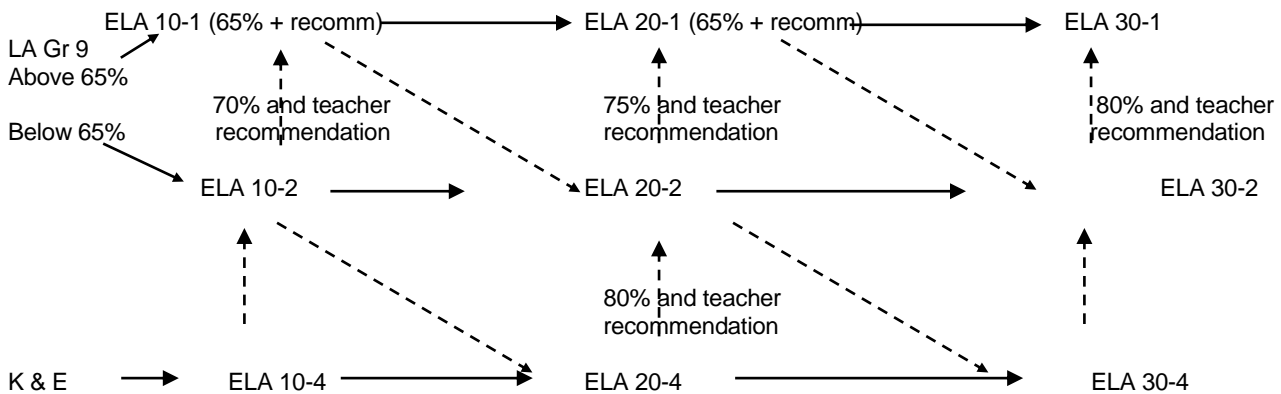 ELA 10-1 (65% + recomm)
ELA 20-1 (65% + recomm)
ELA 30-1
LA Gr 9
Above 65%
70% and teacher
recommendation
75% and teacher
recommendation
80% and teacher
recommendation
Below 65%
ELA 10-2
ELA 20-2
ELA 30-2
80% and teacher
recommendation
K & E
ELA 10-4
ELA 20-4
ELA 30-4